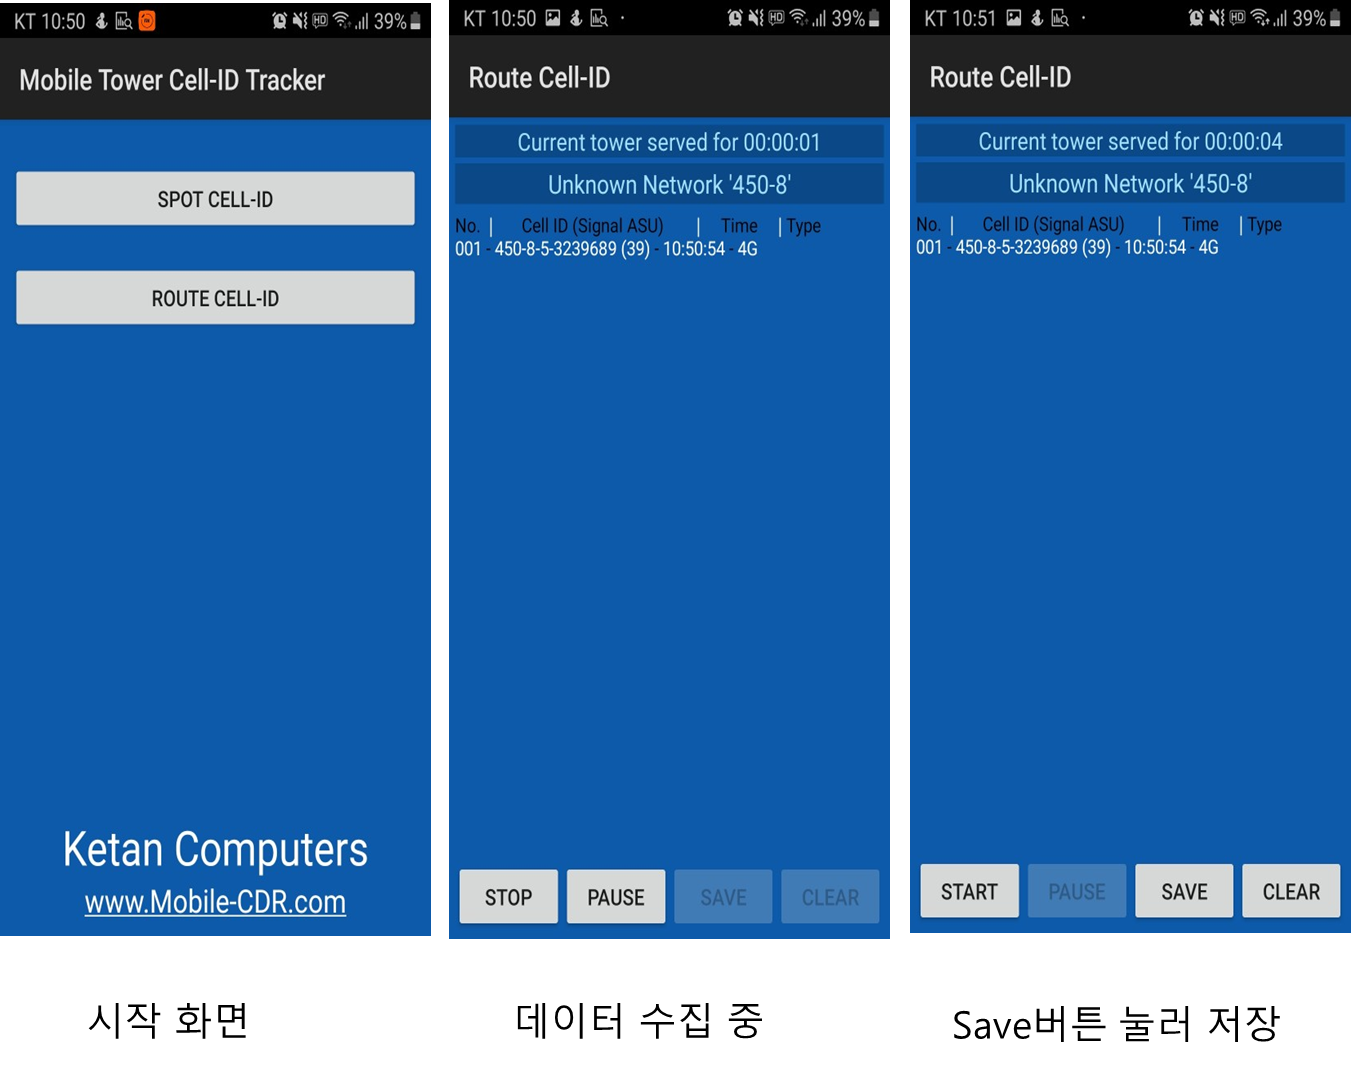 KT 10:50
HD
39%
Mobile Tower Cell-ID Tracker
SPOT CELL-ID
ROUTE CELL-ID
Ketan Computers
www.Mobile-CDR.com
시작 화면
KT 10:50
HD
39%
Route Cell-ID
Current tower served for 00:00:01
Unknown Network '450-8'
No. | Cell ID (Signal ASU) | Time | Type
001 - 450-8-5-3239689 (39) - 10:50:54 - 4G
STOP PAUSE SAVE CLEAR
데이터 수집 중
KT 10:51
HD
39%
Route Cell-ID
Current tower served for 00:00:04
Unknown Network '450-8'
No. | Cell ID (Signal ASU) | Time | Type
001 - 450-8-5-3239689 (39) - 10:50:54 - 4G
START PAUSE SAVE CLEAR
Save버튼 눌러 저장